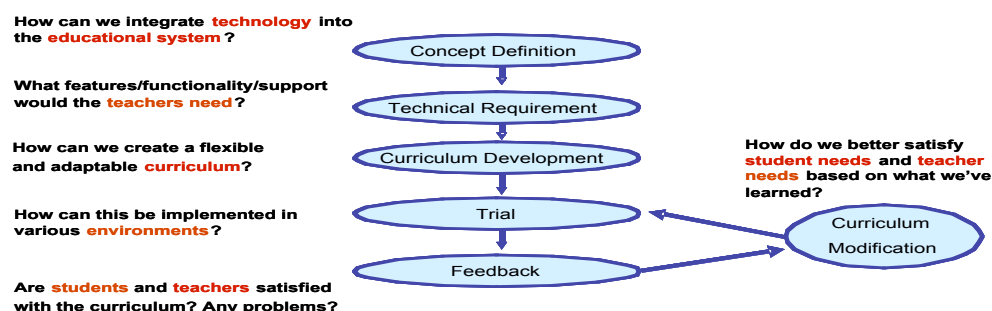 How can we integrate technology into
the educational system ?
Concept Definition
What features/functionality/support
would the teachers need?
Technical Requirement
How can we create a flexible
and adaptable curriculum?
Curriculum Development
How do we better satisfy
student needs and teacher
needs based on what we've
learned?
How can this be implemented in
various environments?
Trial
Curriculum
Modification
Feedback
Are students and teachers satisfied
with the curriculum? Any problems?